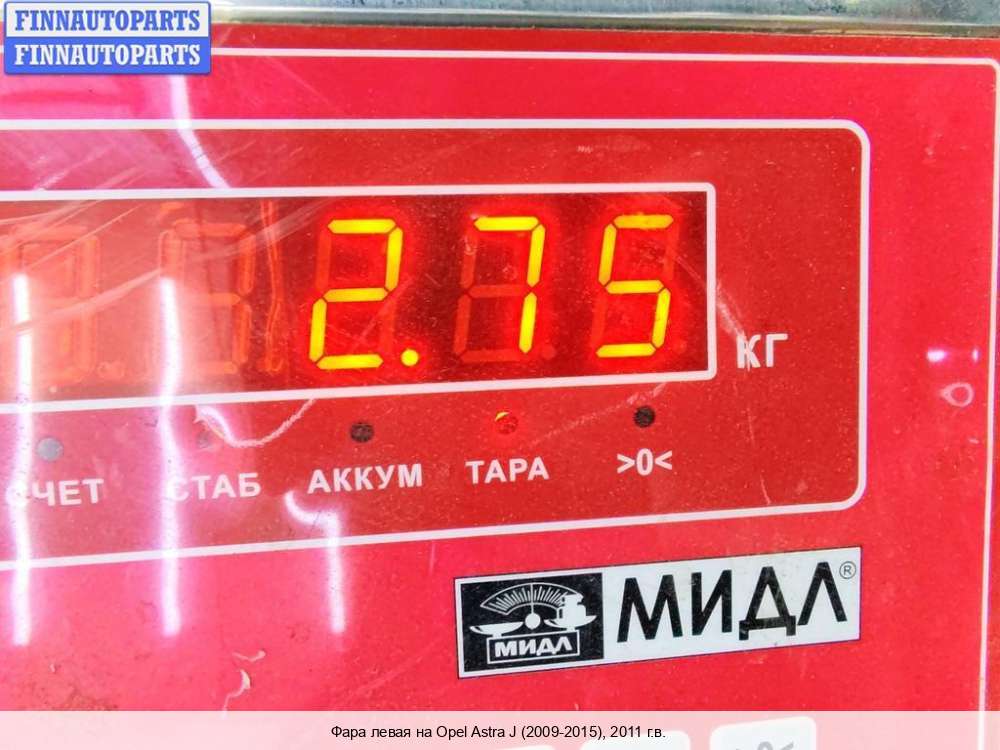 FINNAUTOPARTS
FINNAUTOPARTS
2.75
КГ
СЧЕТ СТАБ АККУМ ТАРА >0<
МИДЛ МИДЛ®
Фара левая на Opel Astra J (2009-2015), 2011 г.в.